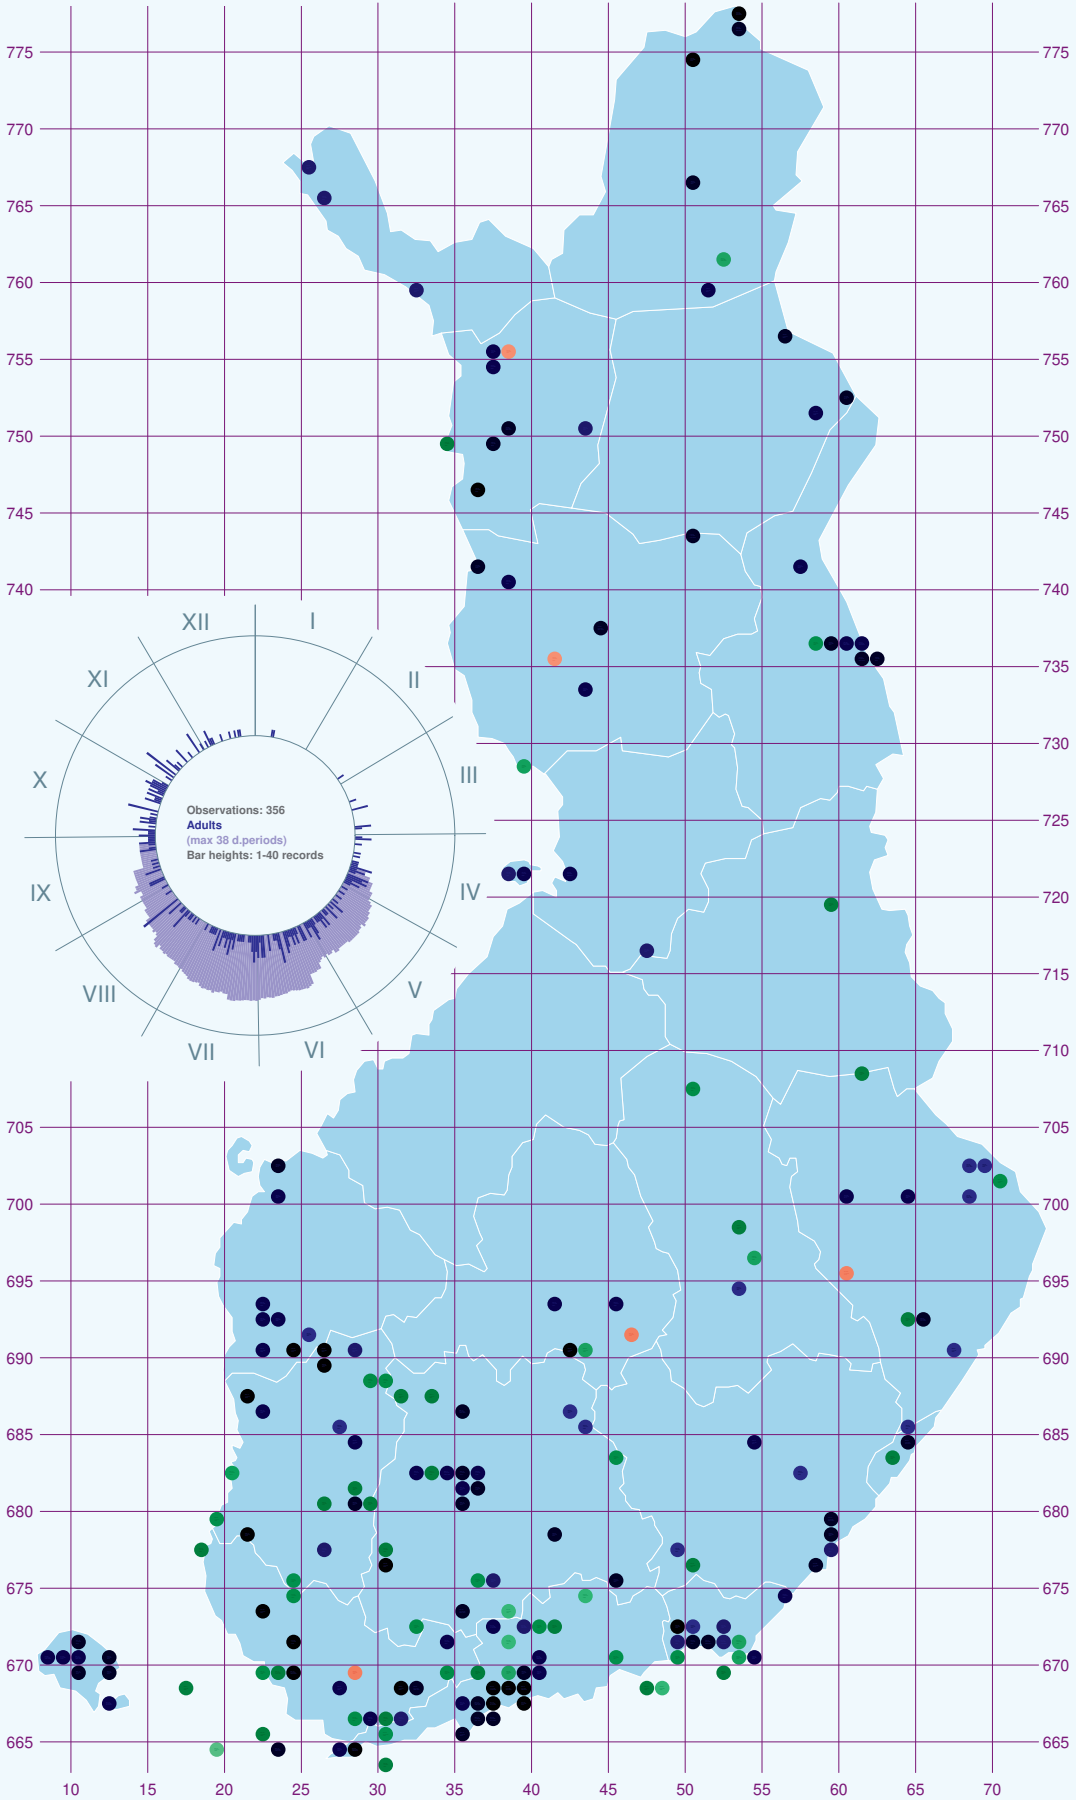 775 775
770 770
765 765
760 760
755 755
750 750
745 745
740 740
XII I
735
XI II
730
X III
725
Observations: 356
Adults
(max 38 d.periods)
Bar heights: 1-40 records
IX IV
720
715
VIII V
VII VI
710
705 705
700 700
695 695
690 690
685 685
680 680
675 675
670 670
665 665
10 15 20 25 30 35 40 45 50 55 60 65 70